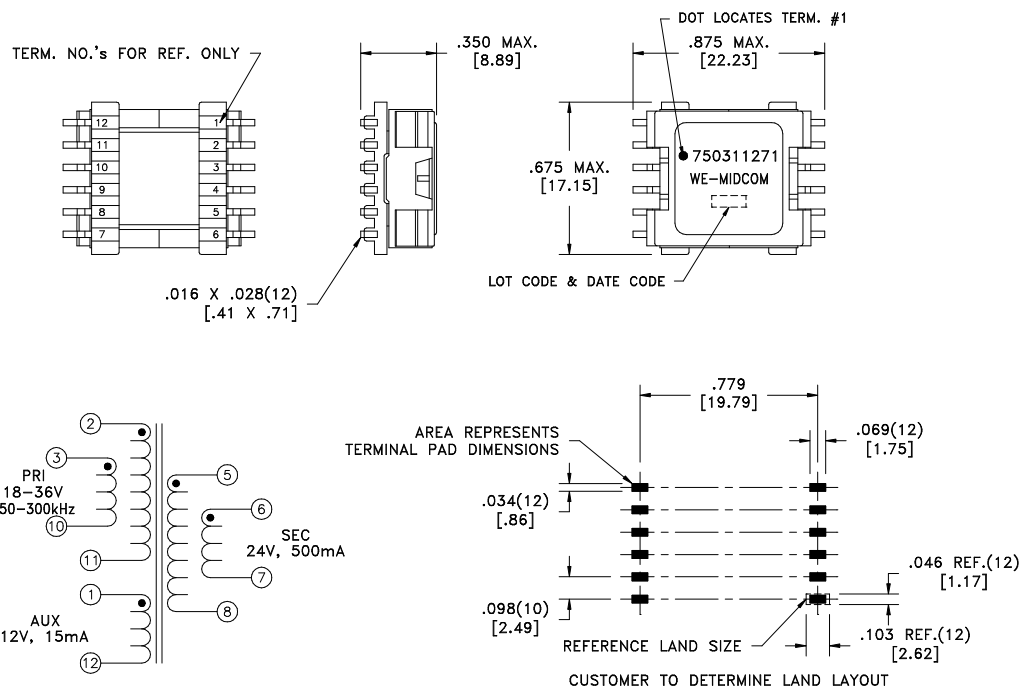 TERM. NO.'s FOR REF. ONLY
12
11
10
9
8
7
1
2
3
4
5
6
.350 MAX.
[8.89]
.016 X .028(12)
[.41 X .71]
DOT LOCATES TERM. #1
.875 MAX.
[22.23]
.675 MAX.
[17.15]
750311271
WE-MIDCOM
LOT CODE & DATE CODE
2
3
PRI
18-36V
50-300kHz
10
11
1
AUX
12V, 15mA
12
5
6
SEC
24V, 500mA
7
8
.779
[19.79]
AREA REPRESENTS
TERMINAL PAD DIMENSIONS
.069(12)
[1.75]
.034(12)
[.86]
.098(10)
[2.49]
.046 REF.(12)
[1.17]
.103 REF.(12)
[2.62]
REFERENCE LAND SIZE
CUSTOMER TO DETERMINE LAND LAYOUT